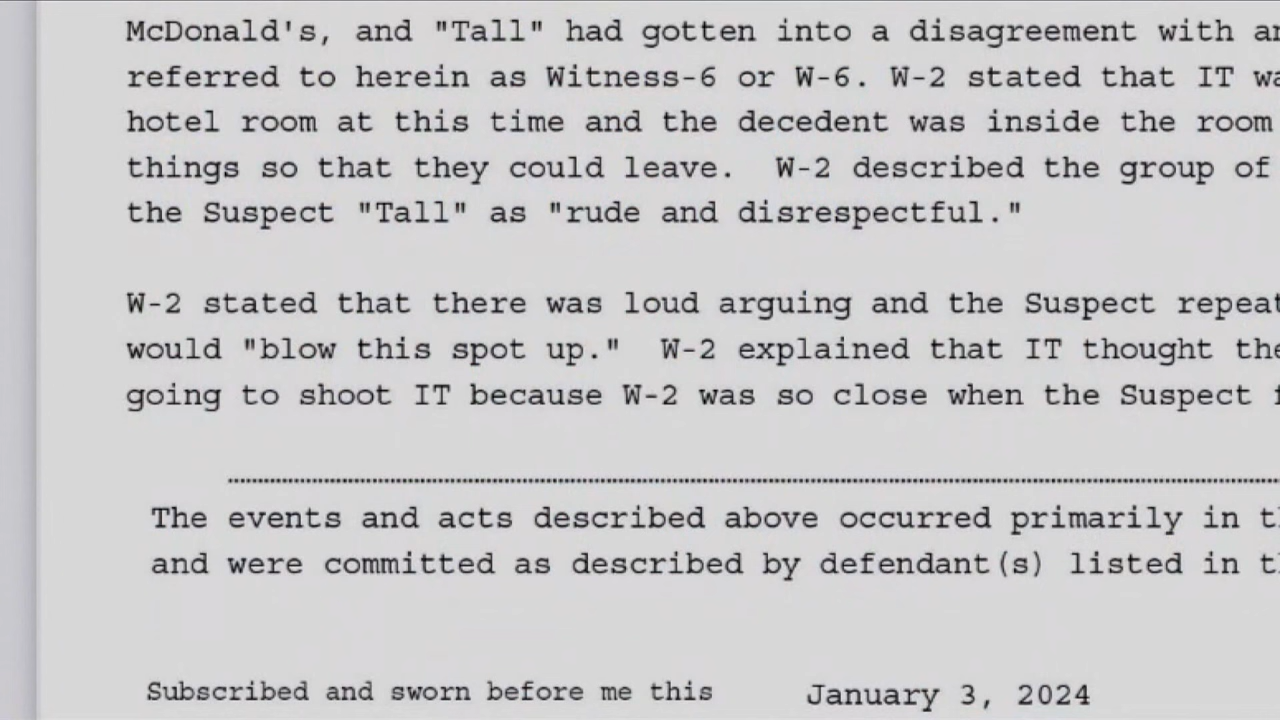 McDonald's, and "Tall" had gotten into a disagreement with
referred to herein as Witness-6 or W-6. W-2 stated that IT
hotel room at this time and the decedent was inside the room
things so that they could leave. W-2 described the group of
the Suspect "Tall" as "rude and disrespectful."
W-2 stated that there was loud arguing and the Suspect
would "blow this spot up." W-2 explained that IT thought
going to shoot IT because W-2 was so close when the Suspect
The events and acts described above occurred primarily in
and were committed as described by defendant(s) listed in
Subscribed and sworn before me this January 3, 2024